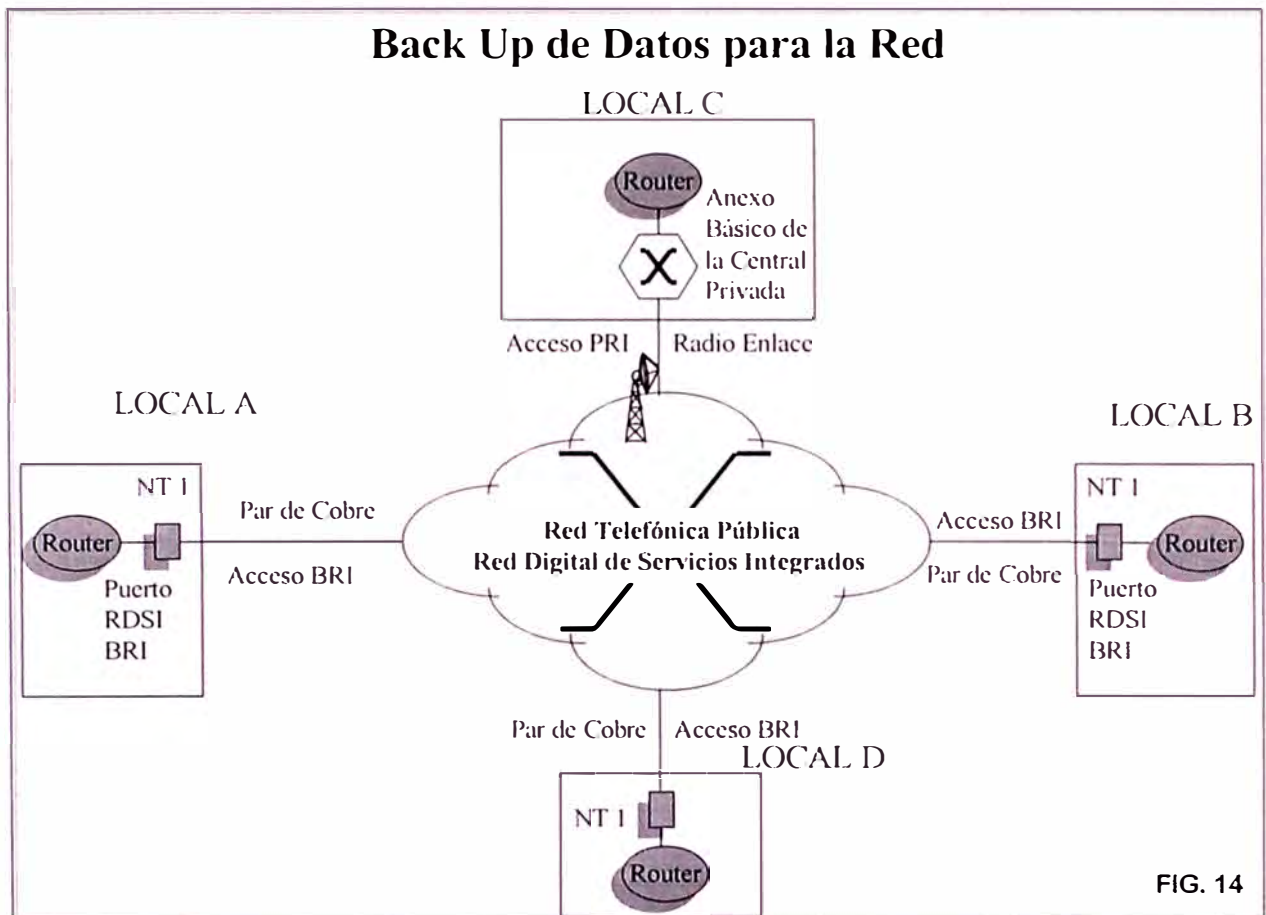 Back Up de Datos para la Red
LOCAL C
Router
Anexo
Básico de
la Central
Privada
Acceso PRI
Radio Enlace
LOCAL A
NT 1
Router
Puerto
RDSI
BRI
Par de Cobre
Acceso BRI
Red Telefónica Pública
Red Digital de Servicios Integrados
LOCAL B
Acceso BRI
Par de Cobre
NT 1
Router
Puerto
RDSI
BRI
Par de Cobre
Acceso BRI
LOCAL D
NT 1
Router
FIG. 14